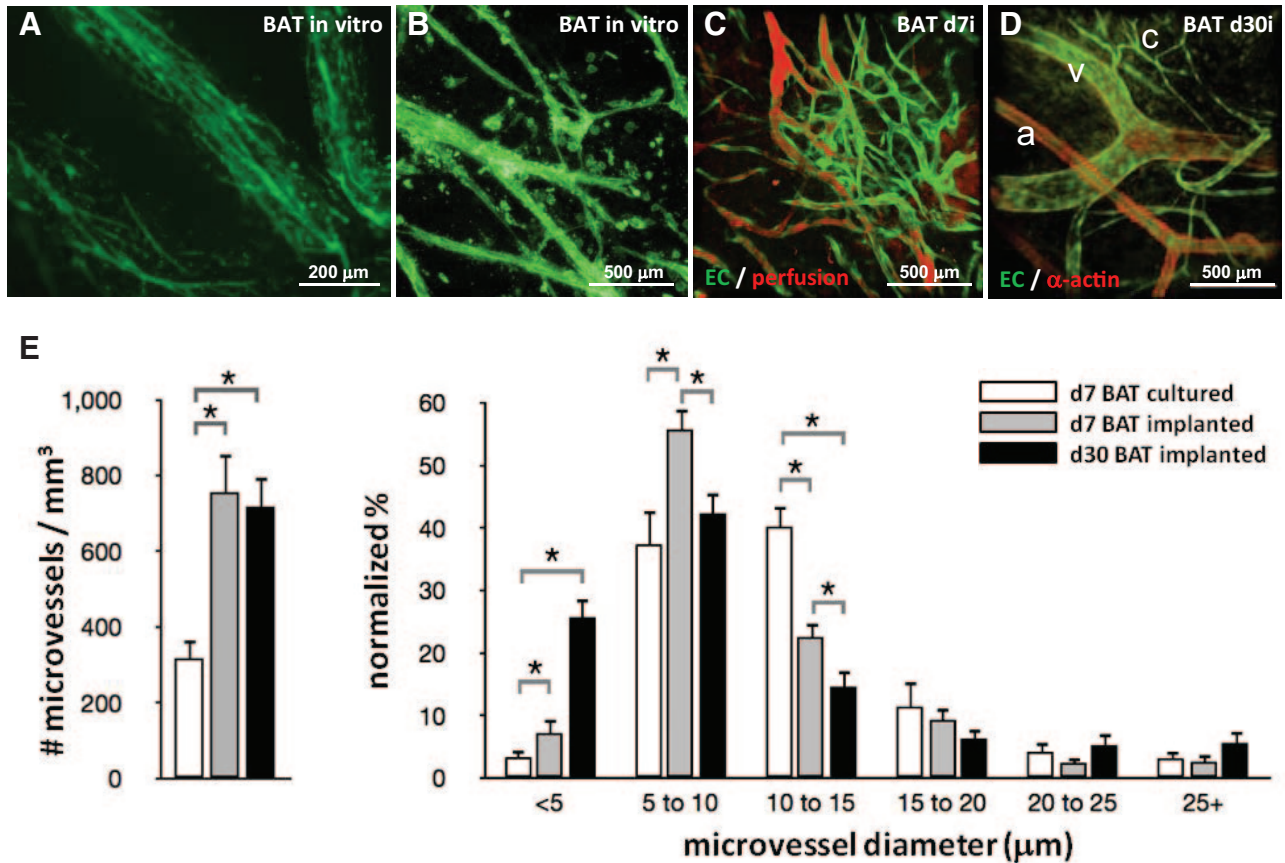 A BAT in vitro
200 μm
B BAT in vitro
500 μm
C BAT d7i
EC / perfusion 500 μm
D BAT d30i
c
v
a
EC / α-actin 500 μm
E
# microvessels / mm³
1,000
800
600
400
200
0
* *
normalized %
60
50
40
30
20
10
0
* * * * * * *
<5 5 to 10 10 to 15 15 to 20 20 to 25 25+
microvessel diameter (μm)
d7 BAT cultured
d7 BAT implanted
d30 BAT implanted